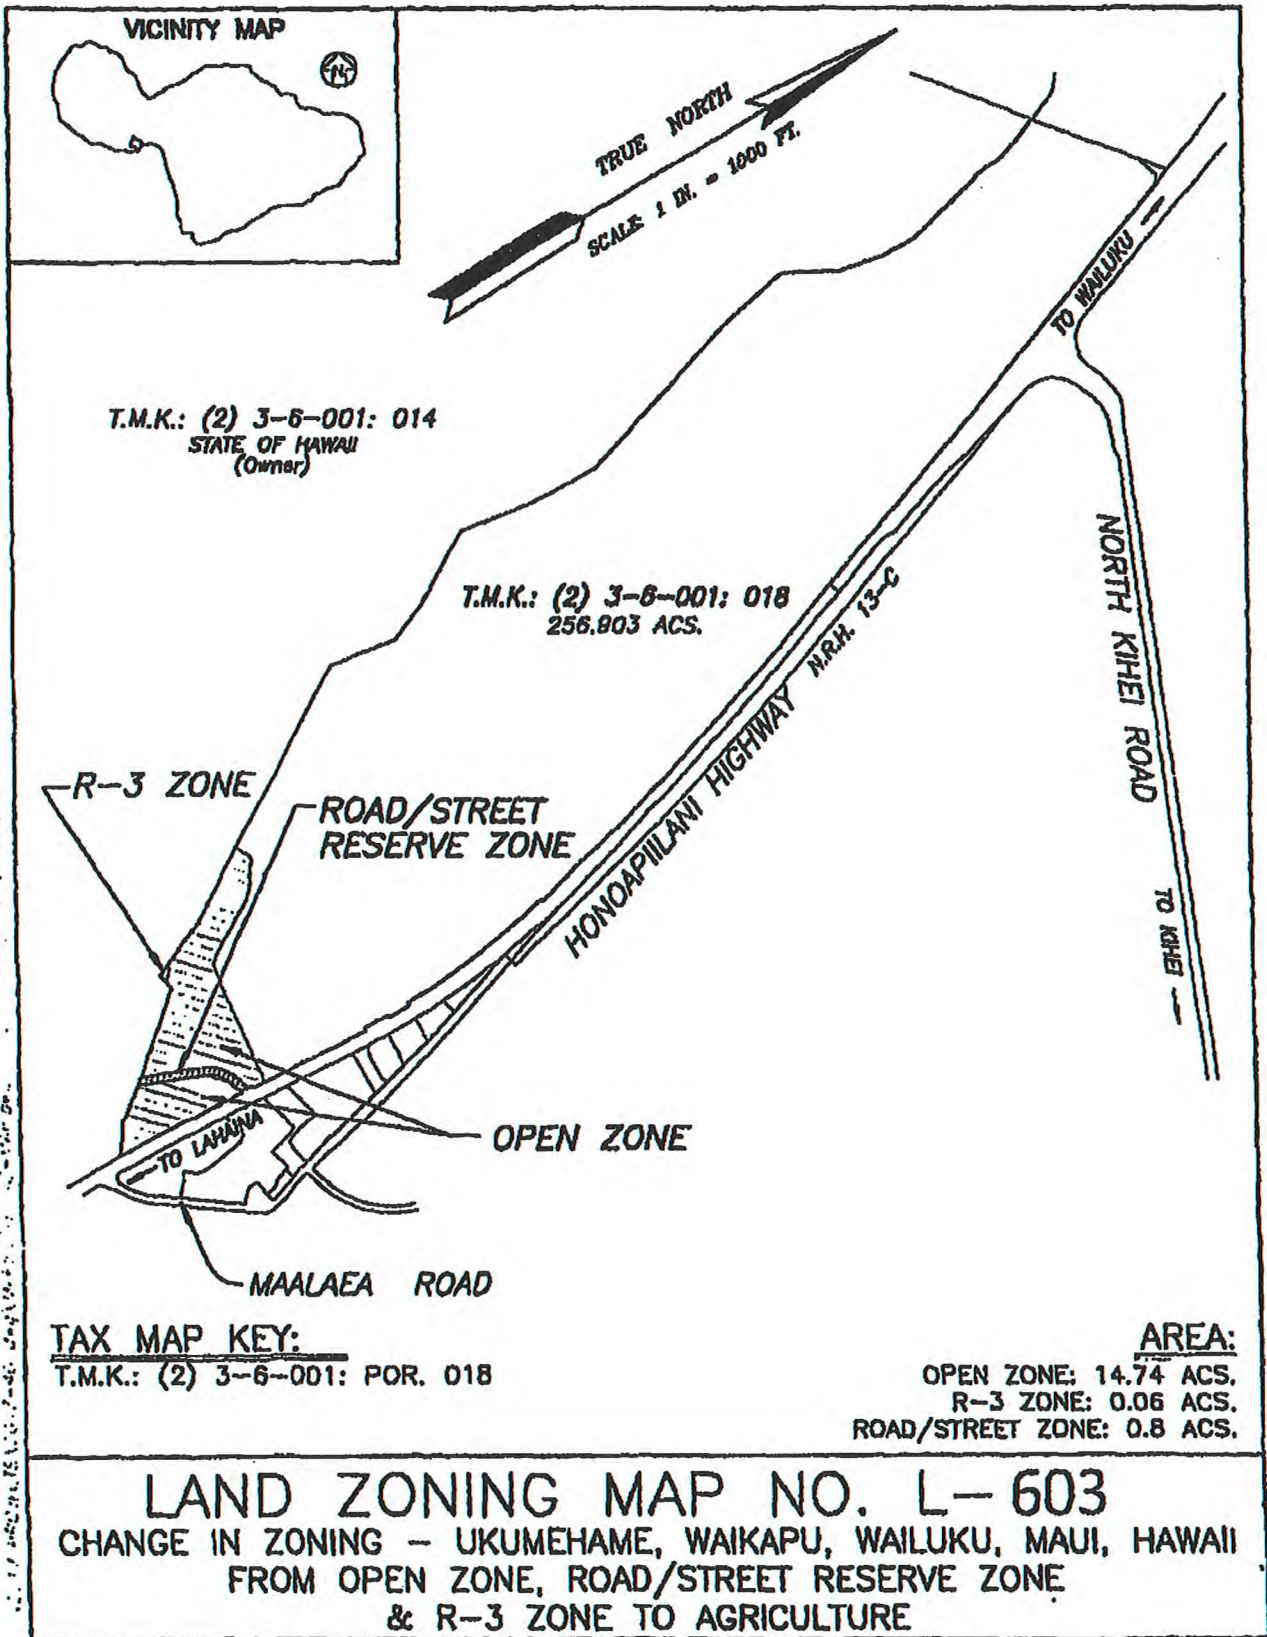 VICINITY MAP
N
TRUE NORTH
SCALE 1 IN. = 1000 FT.
TO WAILUKU
T.M.K.: (2) 3-6-001: 014
STATE OF HAWAII
(Owner)
T.M.K.: (2) 3-6-001: 018
256.803 ACS.
HONOAPIILANI HIGHWAY N.R.H. 13-C
NORTH KIHEI ROAD
TO KIHEI
R-3 ZONE
ROAD/STREET
RESERVE ZONE
OPEN ZONE
TO LAHAINA
MAALAEA ROAD
TAX MAP KEY:
T.M.K.: (2) 3-6-001: POR. 018
AREA:
OPEN ZONE: 14.74 ACS.
R-3 ZONE: 0.06 ACS.
ROAD/STREET ZONE: 0.8 ACS.
LAND ZONING MAP NO. L-603
CHANGE IN ZONING - UKUMEHAME, WAIKAPU, WAILUKU, MAUI, HAWAII
FROM OPEN ZONE, ROAD/STREET RESERVE ZONE
& R-3 ZONE TO AGRICULTURE